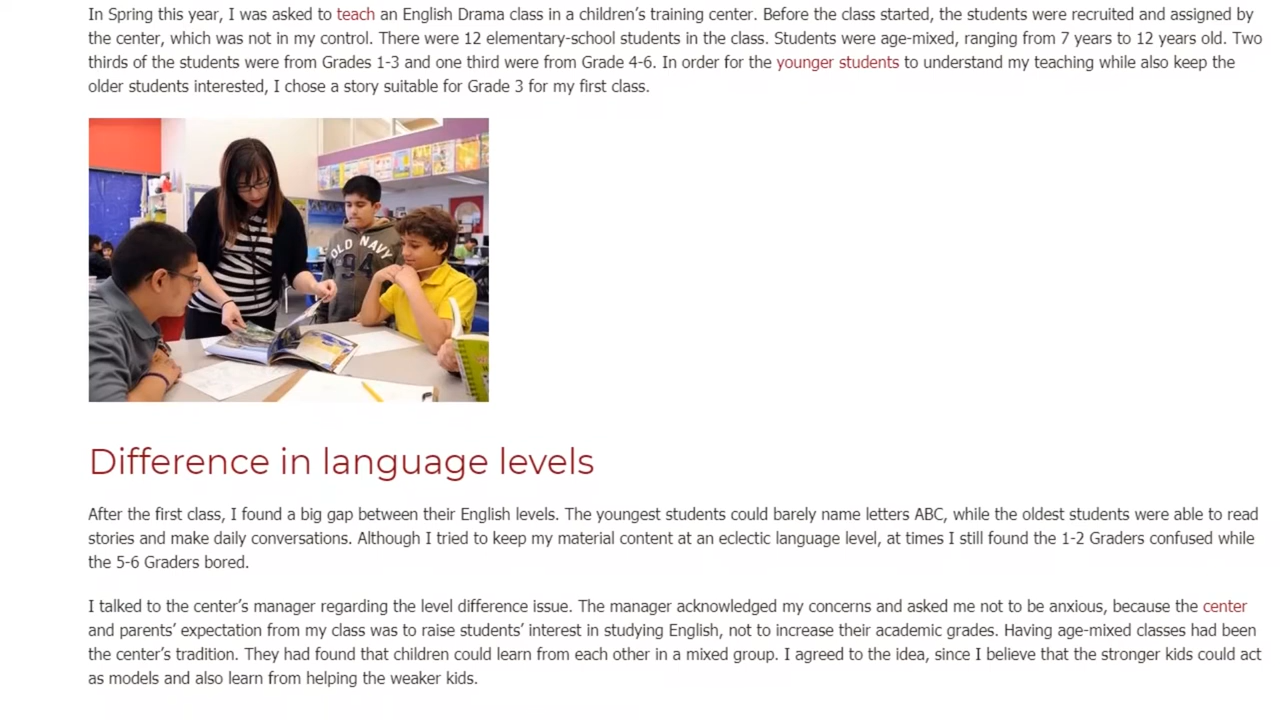 In Spring this year, I was asked to teach an English Drama class in a children's training center. Before the class started, the students were recruited and assigned by
the center, which was not in my control. There were 12 elementary-school students in the class. Students were age-mixed, ranging from 7 years to 12 years old. Two
thirds of the students were from Grades 1-3 and one third were from Grade 4-6. In order for the younger students to understand my teaching while also keep the
older students interested, I chose a story suitable for Grade 3 for my first class.
OLD NAVY
94
Difference in language levels
After the first class, I found a big gap between their English levels. The youngest students could barely name letters ABC, while the oldest students were able to read
stories and make daily conversations. Although I tried to keep my material content at an eclectic language level, at times I still found the 1-2 Graders confused while
the 5-6 Graders bored.
I talked to the center's manager regarding the level difference issue. The manager acknowledged my concerns and asked me not to be anxious, because the center
and parents' expectation from my class was to raise students' interest in studying English, not to increase their academic grades. Having age-mixed classes had been
the center's tradition. They had found that children could learn from each other in a mixed group. I agreed to the idea, since I believe that the stronger kids could act
as models and also learn from helping the weaker kids.